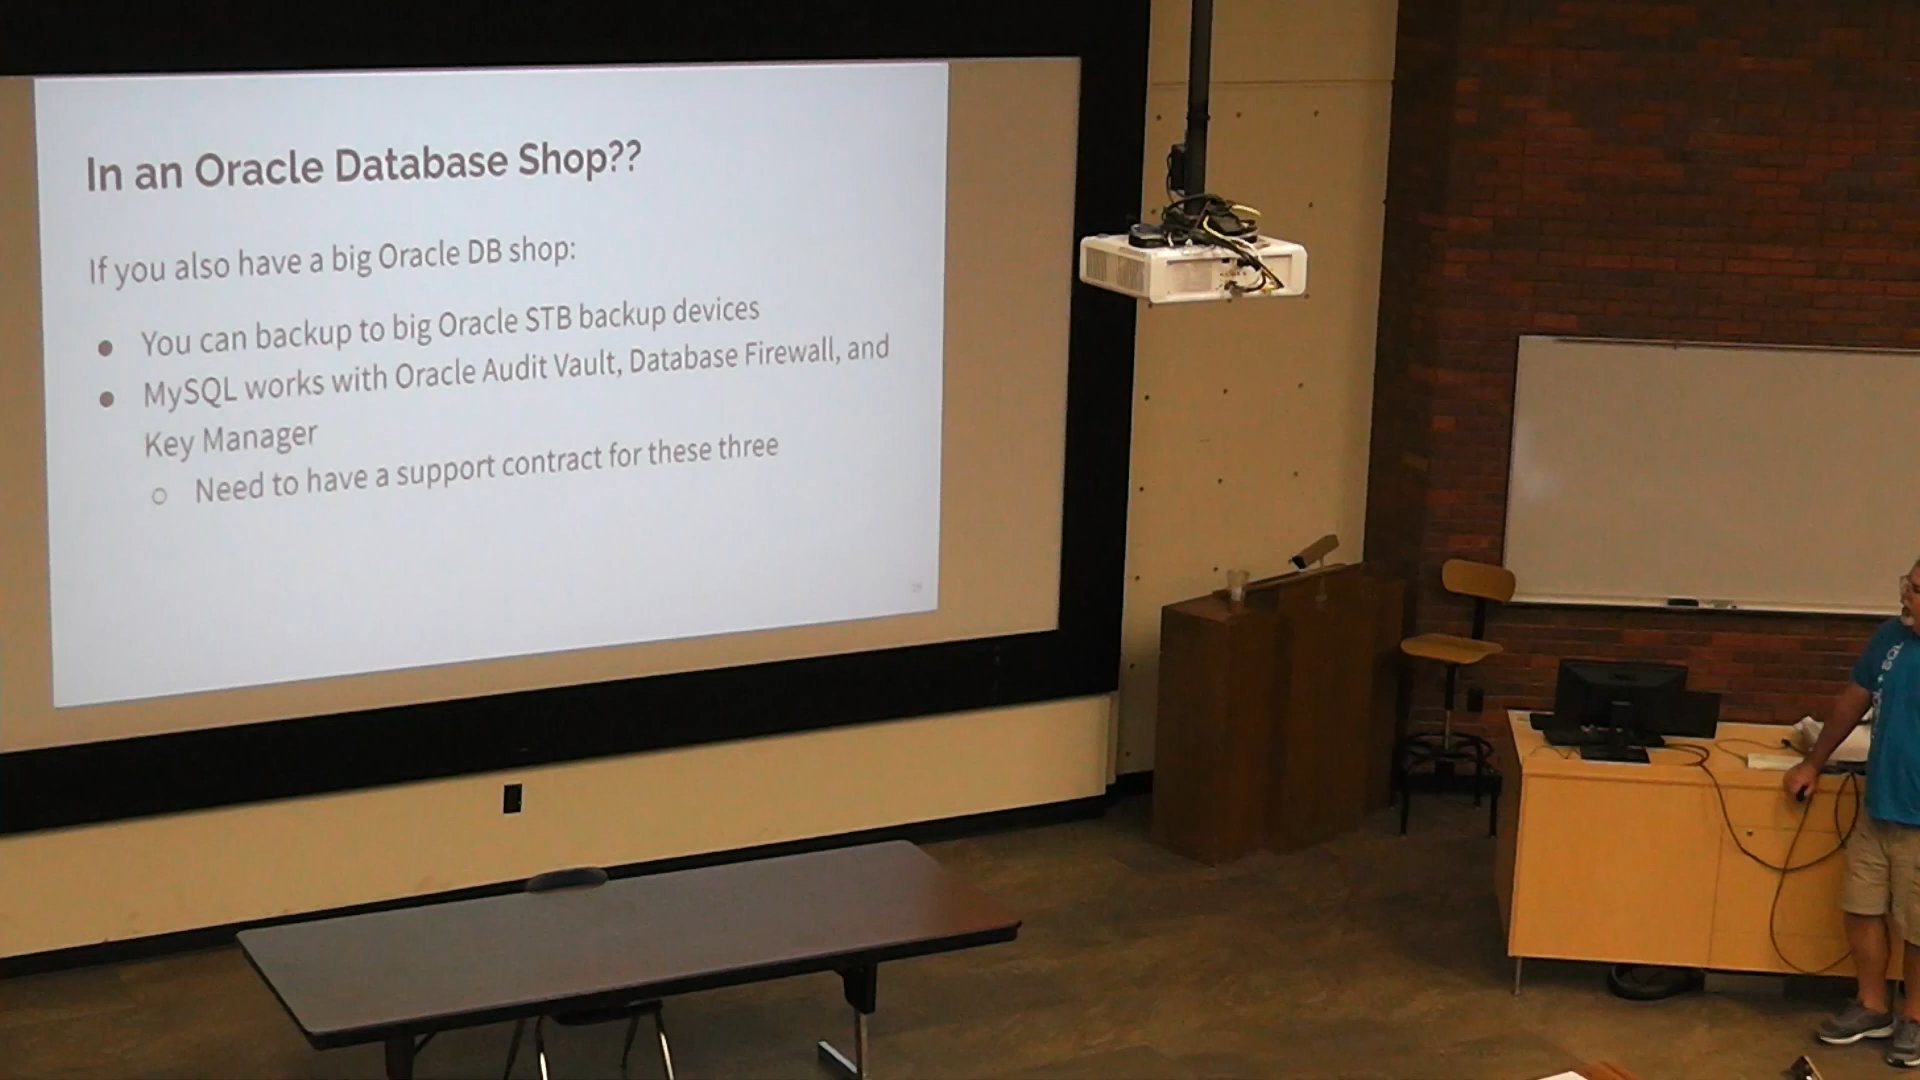 In an Oracle Database Shop??
If you also have a big Oracle DB shop:
● You can backup to big Oracle STB backup devices
● MySQL works with Oracle Audit Vault, Database Firewall, and
Key Manager
○ Need to have a support contract for these three
SQL